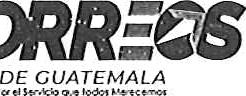 ORREOS
DE GUATEMALA
or el Servicio que todos Merecemos